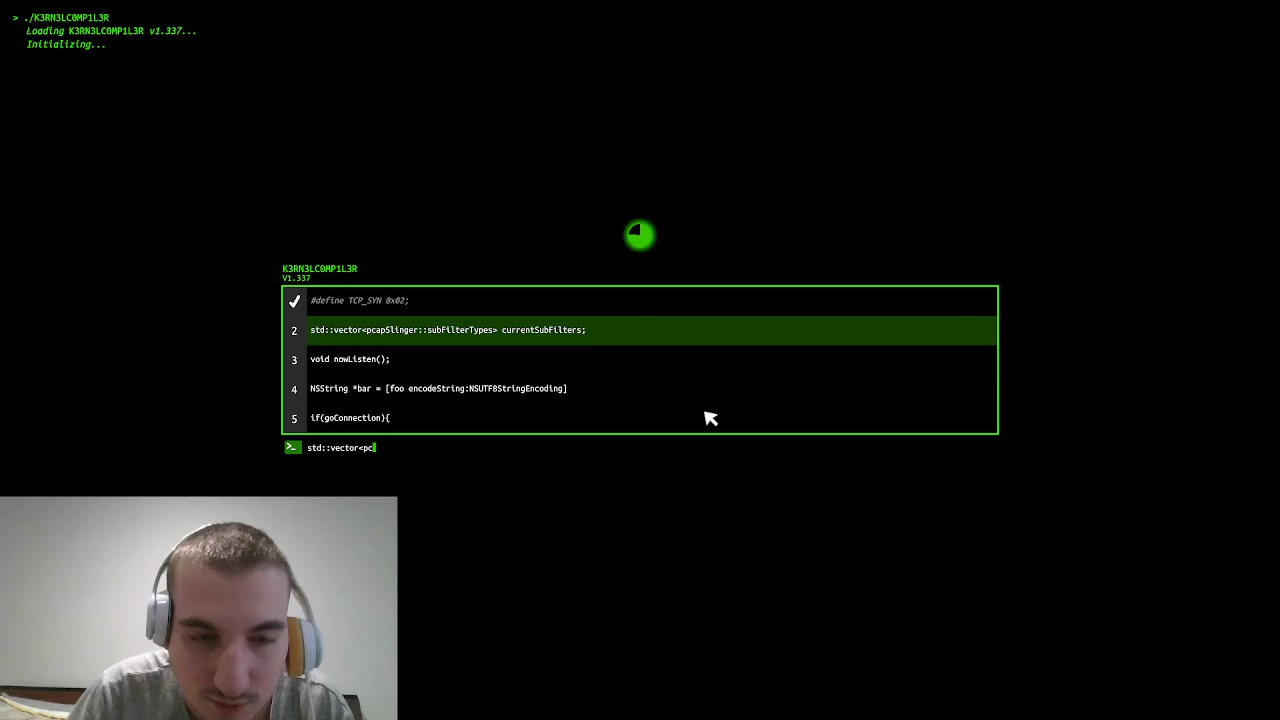 > ./K3RN3LC0MP1L3R
Loading K3RN3LC0MP1L3R v1.337...
Initializing...
K3RN3LC0MP1L3R
V1.337
#define TCP_SYN 0x02;
2 std::vector<pcapSlinger::subFilterTypes> currentSubFilters;
3 void nowListen();
4 NSString *bar = [foo encodeString:NSUTF8StringEncoding]
5 if(goConnection){
>_ std::vector<pc